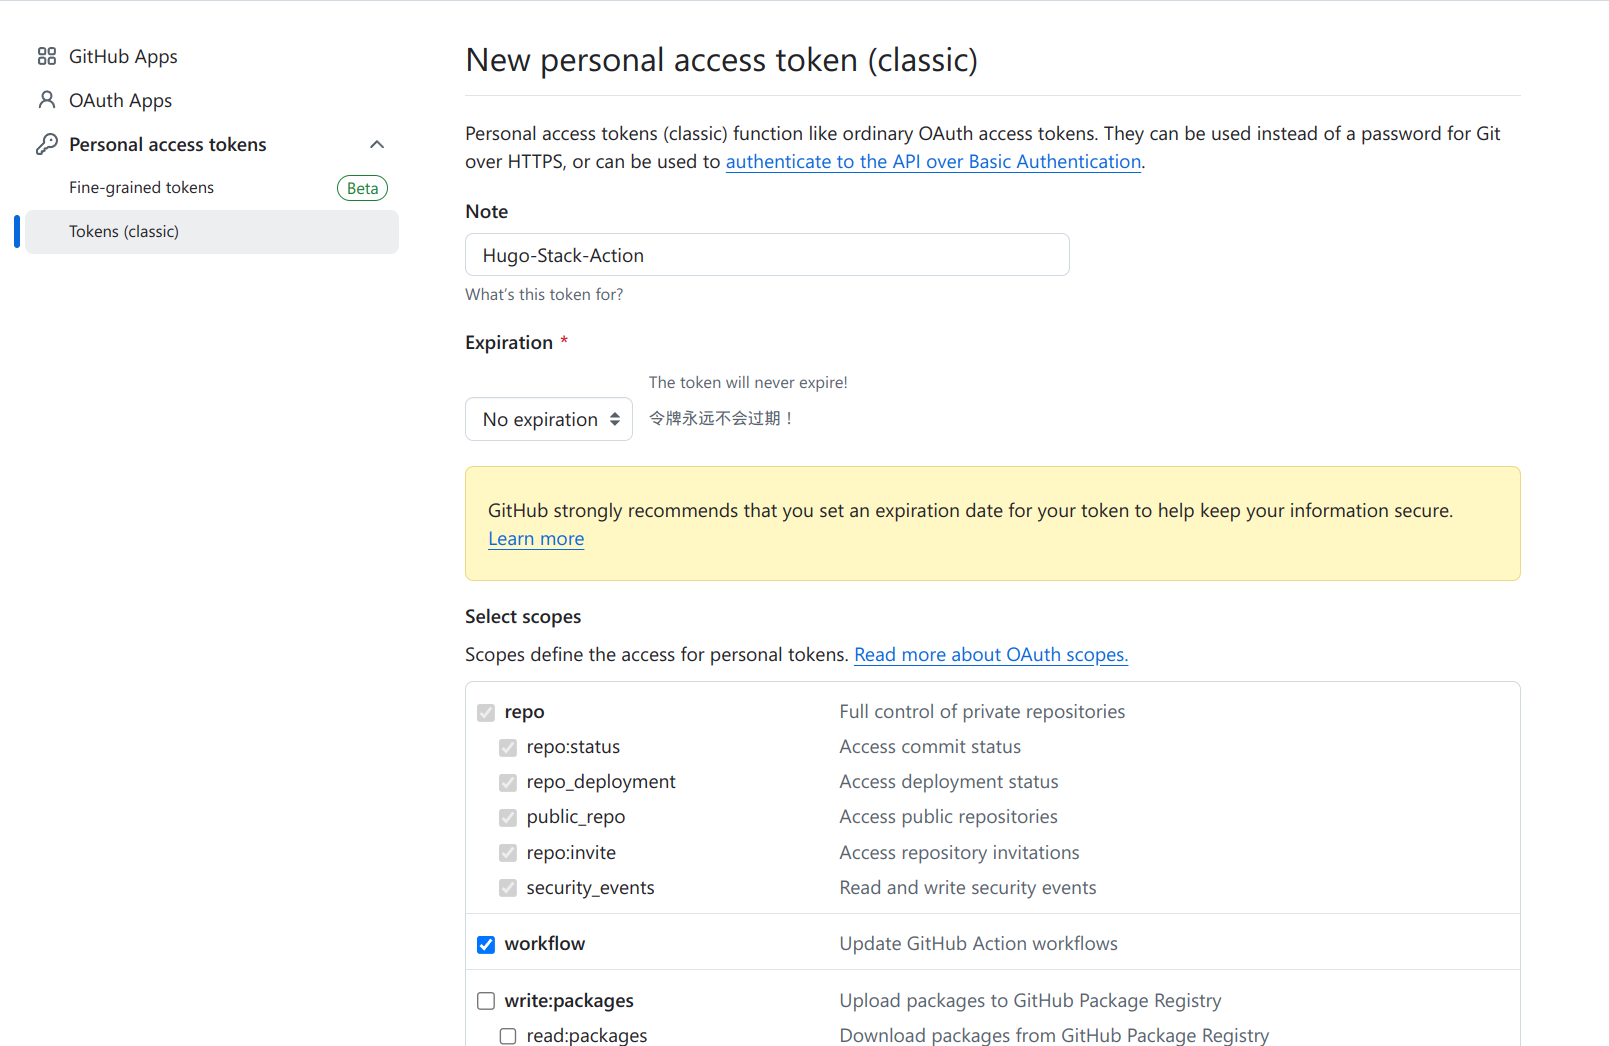 GitHub Apps
OAuth Apps
Personal access tokens
Fine-grained tokens
Beta
Tokens (classic)
New personal access token (classic)
Personal access tokens (classic) function like ordinary OAuth access tokens. They can be used instead of a password for Git
over HTTPS, or can be used to authenticate to the API over Basic Authentication.
Note
Hugo-Stack-Action
What's this token for?
Expiration *
The token will never expire!
No expiration
令牌永远不会过期！
GitHub strongly recommends that you set an expiration date for your token to help keep your information secure.
Learn more
Select scopes
Scopes define the access for personal tokens. Read more about OAuth scopes.
repo Full control of private repositories
repo:status Access commit status
repo_deployment Access deployment status
public_repo Access public repositories
repo:invite Access repository invitations
security_events Read and write security events
workflow Update GitHub Action workflows
write:packages Upload packages to GitHub Package Registry
read:packages Download packages from GitHub Package Registry